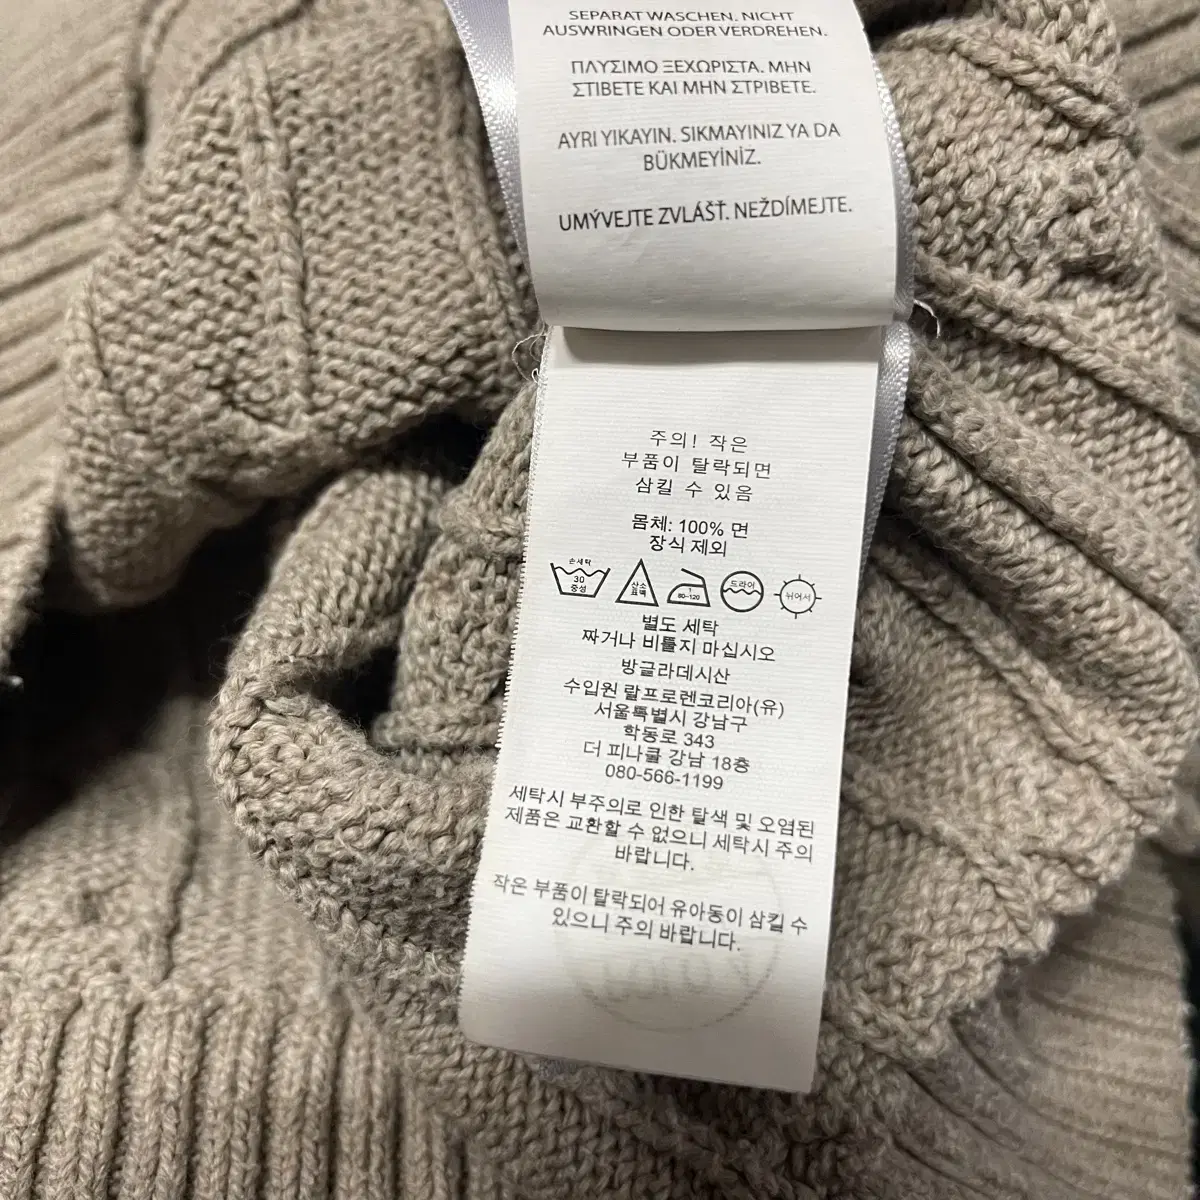 SEPARAT WASCHEN. NICHT
AUSWRINGEN ODER VERDREHEN.
ΠΛΥΣΙΜΟ ΞΕΧΩΡΙΣΤΑ. ΜΗΝ
ΣΤΙΒΕΤΕ ΚΑΙ ΜΗΝ ΣΤΡΙΒΕΤΕ.
AYRI YIKAYIN. SIKMAYINIZ YA DA
BÜKMEYİNİZ.
UMÝVEJTE ZVLÁŠŤ. NEŽDÍMEJTE.
주의! 작은
부품이 탈락되면
삼킬 수 있옴
몸체: 100% 면
장식 제외
손세탁
30
중성
산소
표백
1
80~120
드라이
뉘어서
별도 세탁
짜거나 비틀지 마십시오
방글라데시산
수입원 랄프로렌코리아(유)
서울특별시 강남구
학동로 343
더 피나클 강남 18층
080-566-1199
세탁시 부주의로 인한 탈색 및 오염된
제품은 교환할 수 없으니 세탁시 주의
바랍니다.
작은 부품이 탈락되어 유아동이 삼킬 수
있으니 주의 바랍니다.